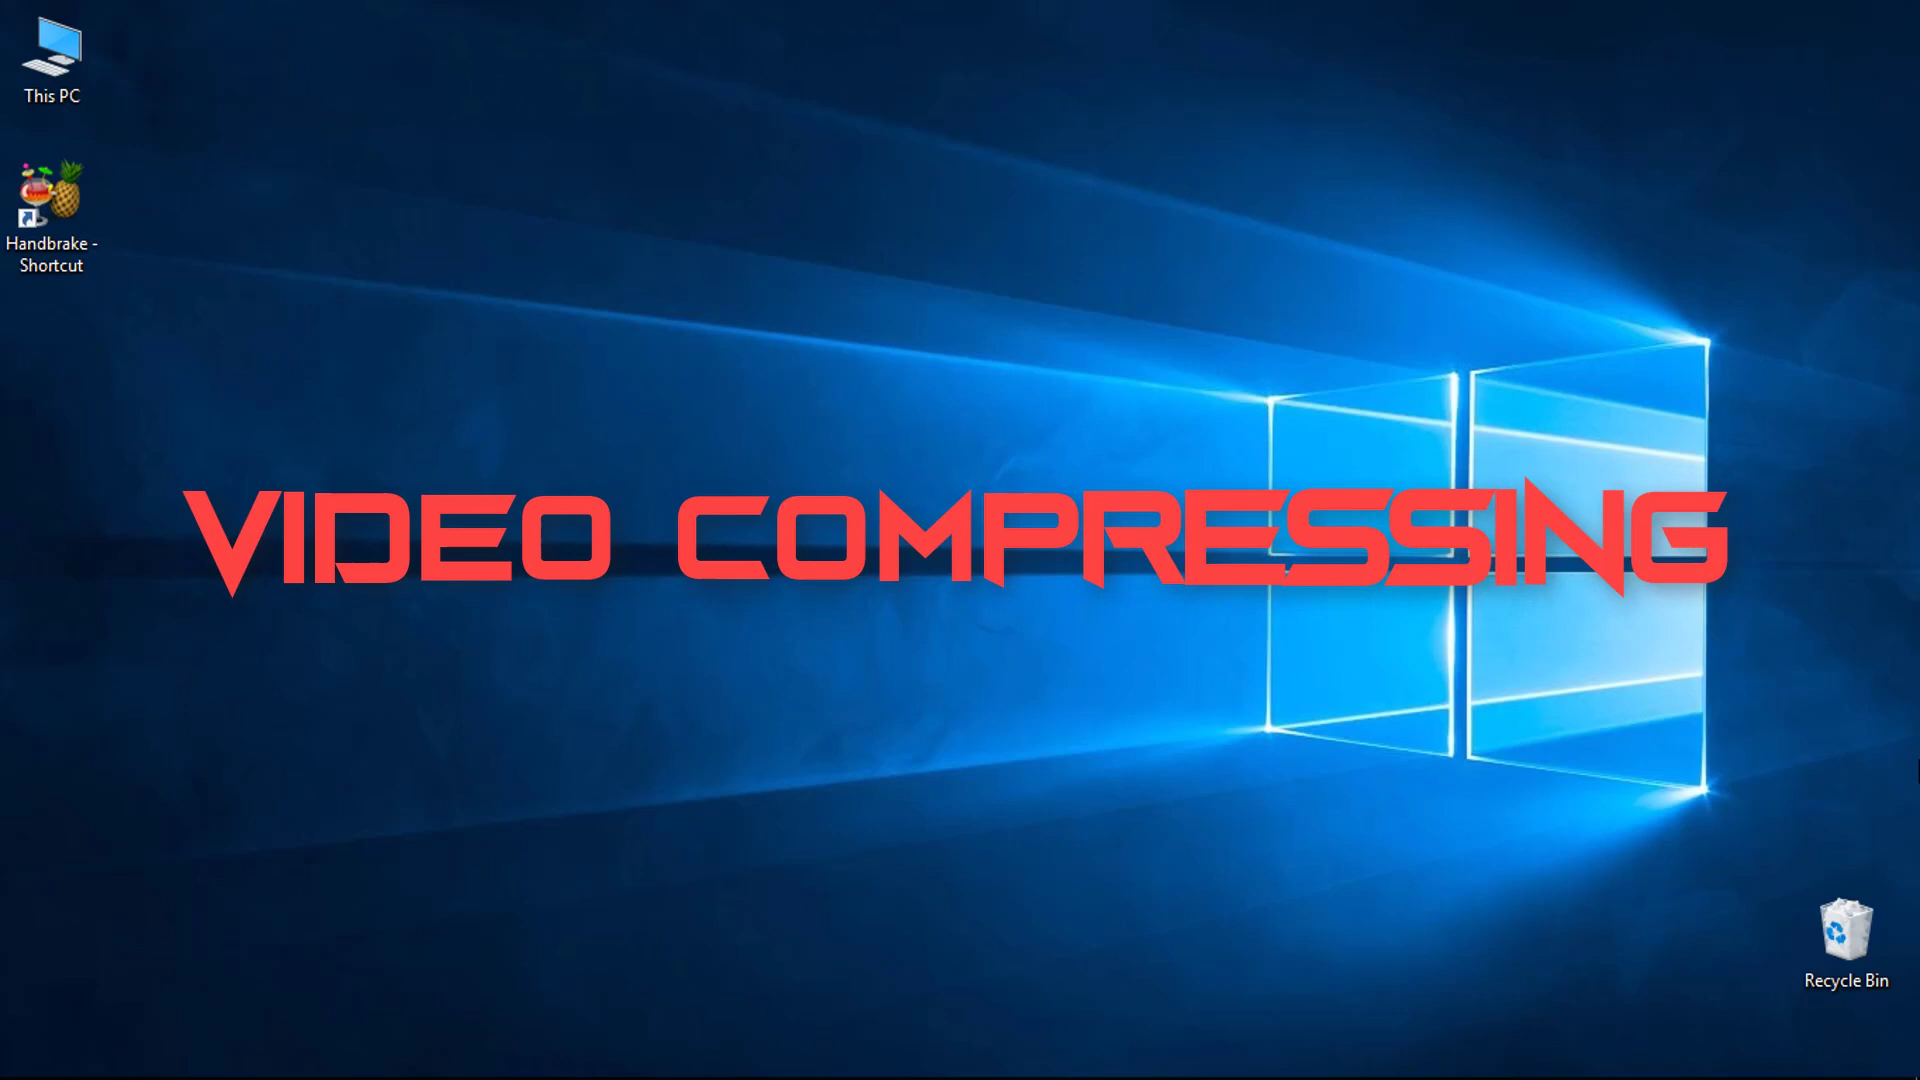 This PC
Handbrake -
Shortcut
VIDEO COMPRESSING
Recycle Bin